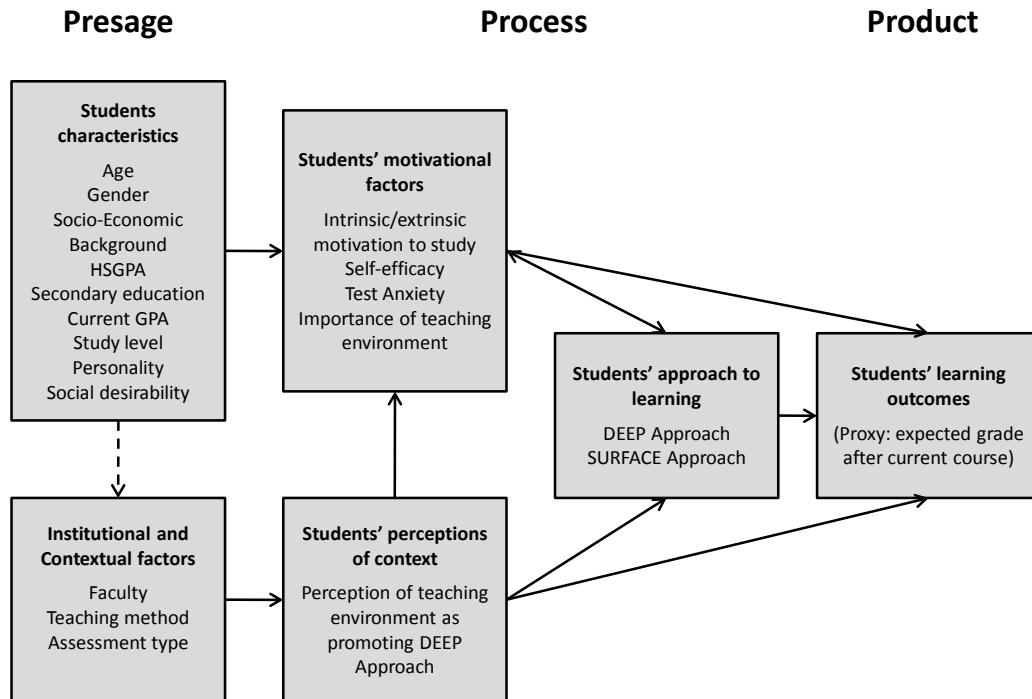 Presage
Process
Product
Students
characteristics
Age
Gender
Socio-Economic
Background
HSGPA
Secondary education
Current GPA
Study level
Personality
Social desirability
Students’ motivational
factors
Intrinsic/extrinsic
motivation to study
Self-efficacy
Test Anxiety
Importance of teaching
environment
Students’ approach to
learning
DEEP Approach
SURFACE Approach
Students’ learning
outcomes
(Proxy: expected grade
after current course)
Institutional and
Contextual factors
Faculty
Teaching method
Assessment type
Students’ perceptions
of context
Perception of teaching
environment as
promoting DEEP
Approach